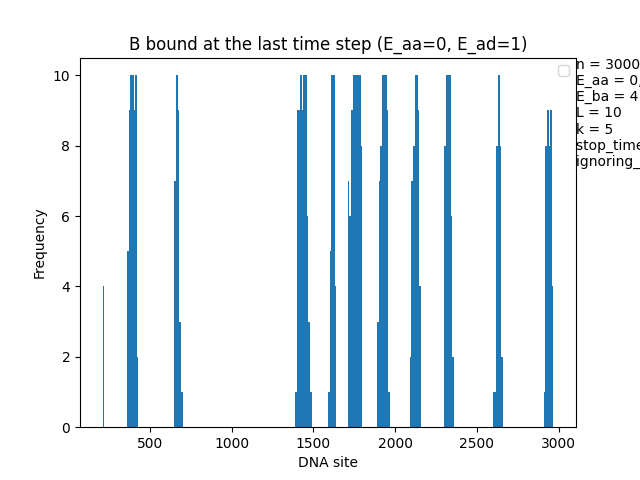 B bound at the last time step (E_aa=0, E_ad=1)
n = 3000
E_aa = 0,
E_ba = 4
L = 10
k = 5
stop_time
ignoring_
10
8
6
4
2
0
Frequency
500
1000
1500
2000
2500
3000
DNA site